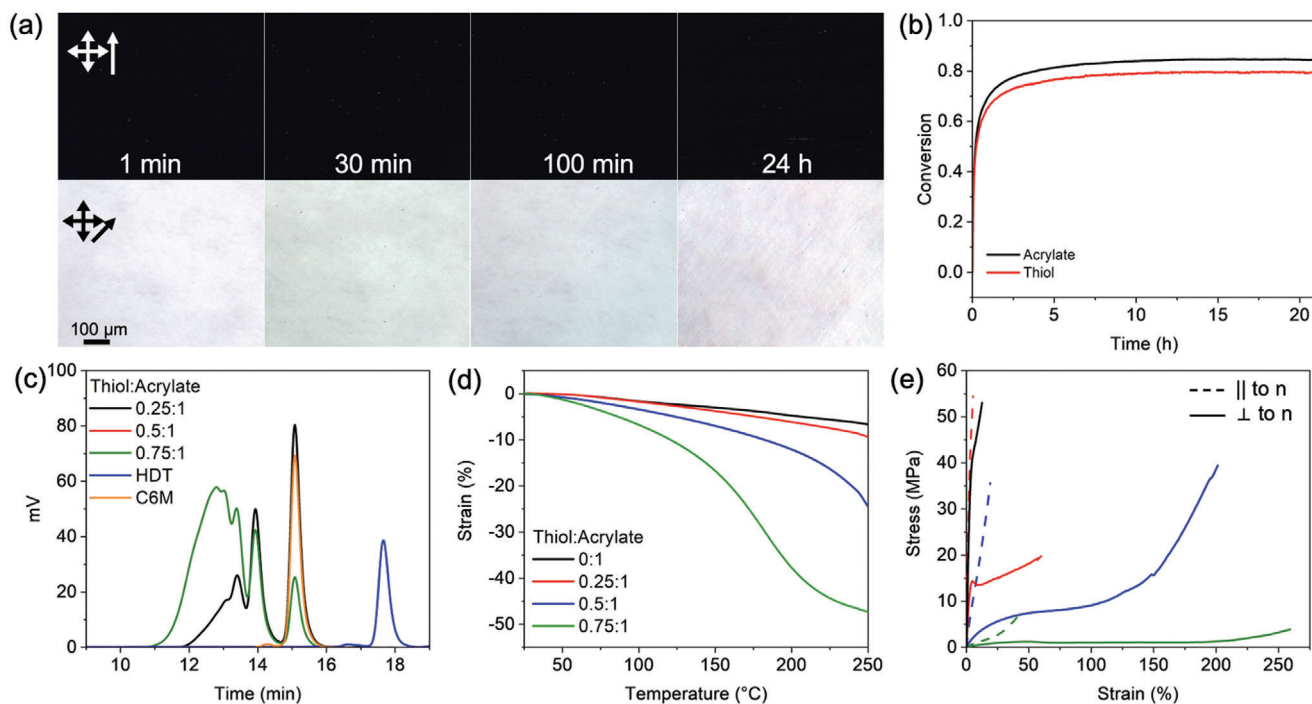 (a)
1 min
30 min
100 min
24 h
100 µm
(b)
Conversion
1.0
0.8
0.6
0.4
0.2
0.0
Acrylate
Thiol
0 5 10 15 20
Time (h)
(c)
mV
100
80
60
40
20
0
Thiol:Acrylate
0.25:1
0.5:1
0.75:1
HDT
C6M
10 12 14 16 18
Time (min)
(d)
Strain (%)
0
-10
-20
-30
-40
-50
Thiol:Acrylate
0:1
0.25:1
0.5:1
0.75:1
50 100 150 200 250
Temperature (°C)
(e)
Stress (MPa)
60
50
40
30
20
10
0
|| to n
⊥ to n
0 50 100 150 200 250
Strain (%)